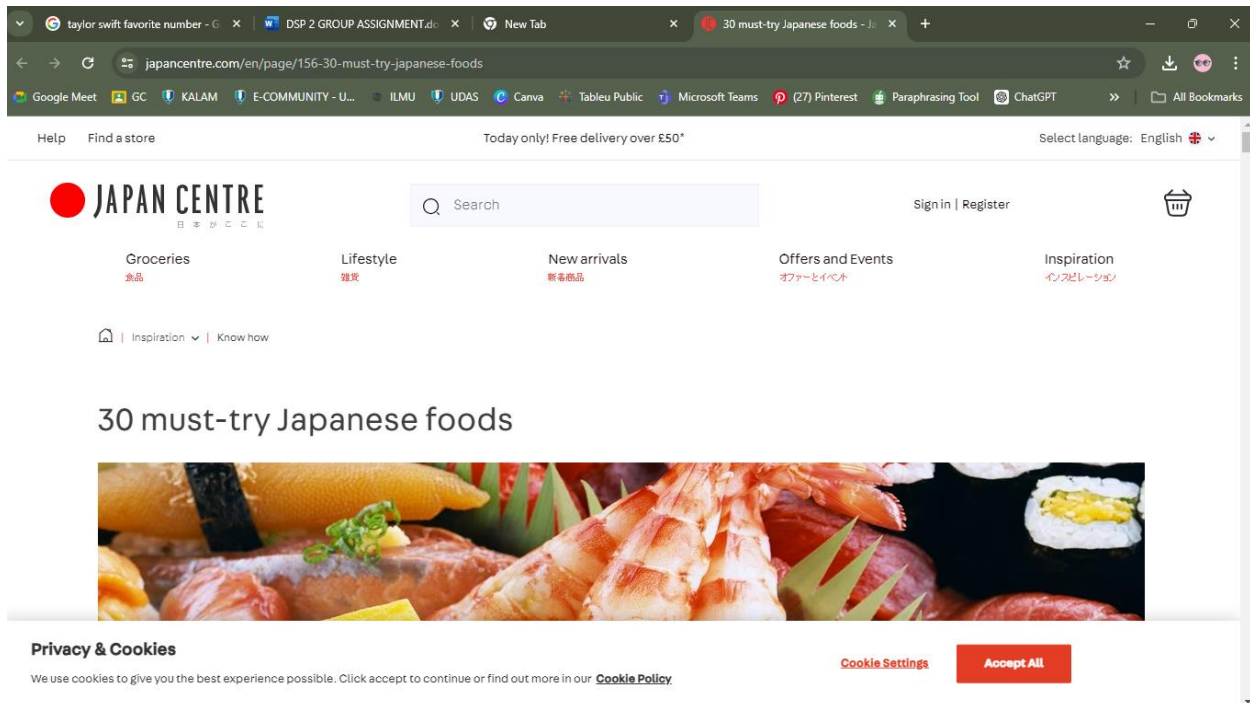 taylor swift favorite number - G
DSP 2 GROUP ASSIGNMENT.do
New Tab
30 must-try Japanese foods - Ja
japancentre.com/en/page/156-30-must-try-japanese-foods
Google Meet GC KALAM E-COMMUNITY - U... ILMU UDAS Canva Tableu Public Microsoft Teams (27) Pinterest Paraphrasing Tool ChatGPT » All Bookmarks
Help Find a store Today only! Free delivery over £50* Select language: English
JAPAN CENTRE
日本がここに
Search
Sign in | Register
Groceries Lifestyle New arrivals Offers and Events Inspiration
食品 雑貨 新着商品 オファーとイベント インスピレーション
| Inspiration | Know how
30 must-try Japanese foods
Privacy & Cookies
We use cookies to give you the best experience possible. Click accept to continue or find out more in our Cookie Policy
Cookie Settings
Accept All